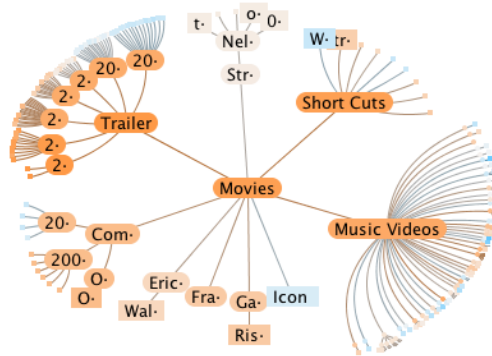 t·
o·
0·
Nel·
W·
tr·
20·
20·
2·
2·
Str·
Short Cuts
2·
Trailer
2·
2·
Movies
20·
Com·
Music Videos
200·
O·
Eric·
Fra·
Ga·
Icon
O·
Wal·
Ris·